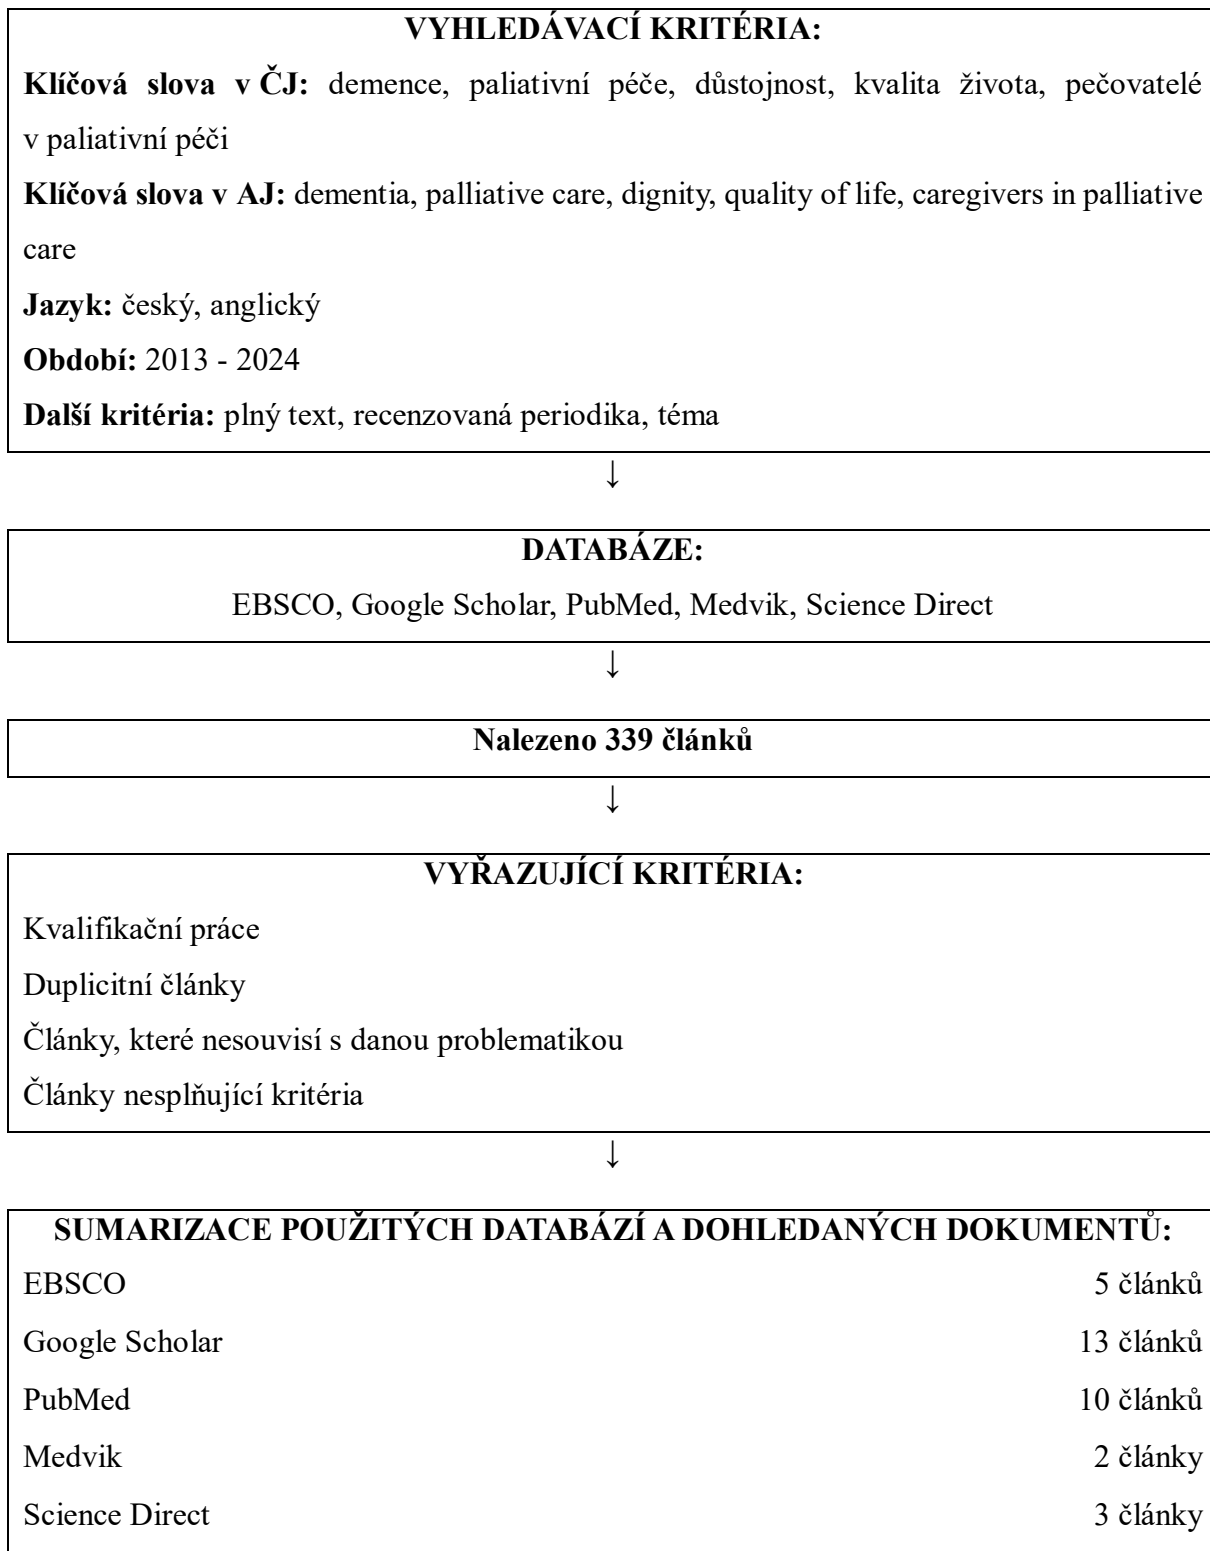 VYHLEDÁVACÍ KRITÉRIA:
Klíčová slova v ČJ: demence, paliativní péče, důstojnost, kvalita života, pečovatelé
v paliativní péči
Klíčová slova v AJ: dementia, palliative care, dignity, quality of life, caregivers in palliative
care
Jazyk: český, anglický
Období: 2013 - 2024
Další kritéria: plný text, recenzovaná periodika, téma
↓
DATABÁZE:
EBSCO, Google Scholar, PubMed, Medvik, Science Direct
↓
Nalezeno 339 článků
↓
VYŘAZUJÍCÍ KRITÉRIA:
Kvalifikační práce
Duplicitní články
Články, které nesouvisí s danou problematikou
Články nesplňující kritéria
↓
SUMARIZACE POUŽITÝCH DATABÁZÍ A DOHLEDANÝCH DOKUMENTŮ:
EBSCO 5 článků
Google Scholar 13 článků
PubMed 10 článků
Medvik 2 články
Science Direct 3 články